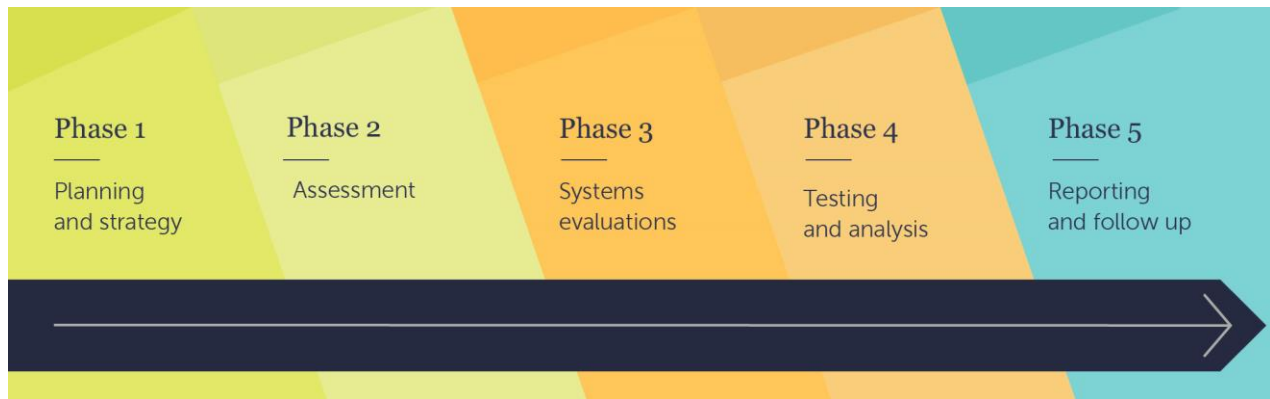 Phase 1
Planning
and strategy
Phase 2
Assessment
Phase 3
Systems
evaluations
Phase 4
Testing
and analysis
Phase 5
Reporting
and follow up